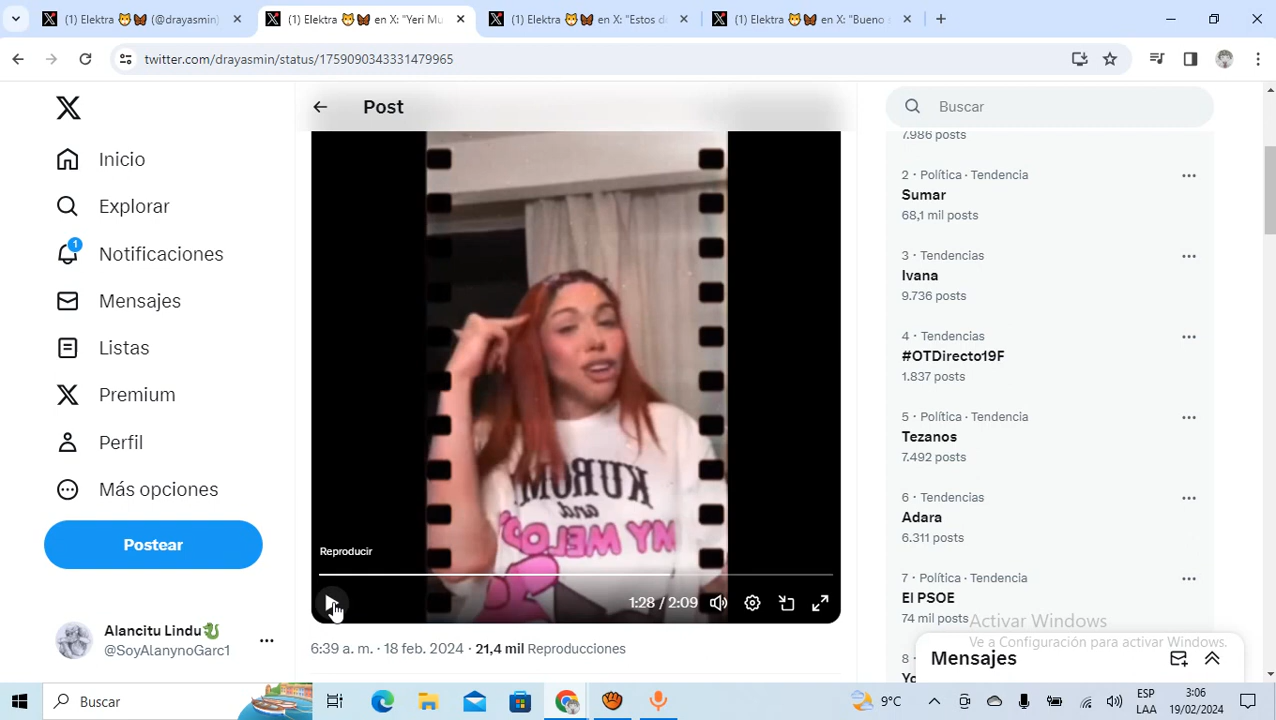 (1) Elektra 🐯🦋 (@drayasmin)
(1) Elektra 🐯🦋 en X: "Yeri Mu
(1) Elektra 🐯🦋 en X: "Estos d
(1) Elektra 🐯🦋 en X: "Bueno
twitter.com/drayasmin/status/1759090343331479965
Post
Buscar
Inicio
Explorar
1
Notificaciones
Mensajes
Listas
Premium
Perfil
Más opciones
Postear
Alancitu Lindu🐉
@SoyAlanynoGarc1
KUROMI
and
MY MELO
Reproducir
1:28 / 2:09
6:39 a. m. · 18 feb. 2024 · 21,4 mil Reproducciones
7.986 posts
2 · Política · Tendencia
Sumar
68,1 mil posts
3 · Tendencias
Ivana
9.736 posts
4 · Tendencias
#OTDirecto19F
1.837 posts
5 · Política · Tendencia
Tezanos
7.492 posts
6 · Tendencias
Adara
6.311 posts
7 · Política · Tendencia
El PSOE
74 mil posts
8 ·
Activar Windows
Ve a Configuración para activar Windows.
Mensajes
Buscar
9°C
ESP
LAA
3:06
19/02/2024